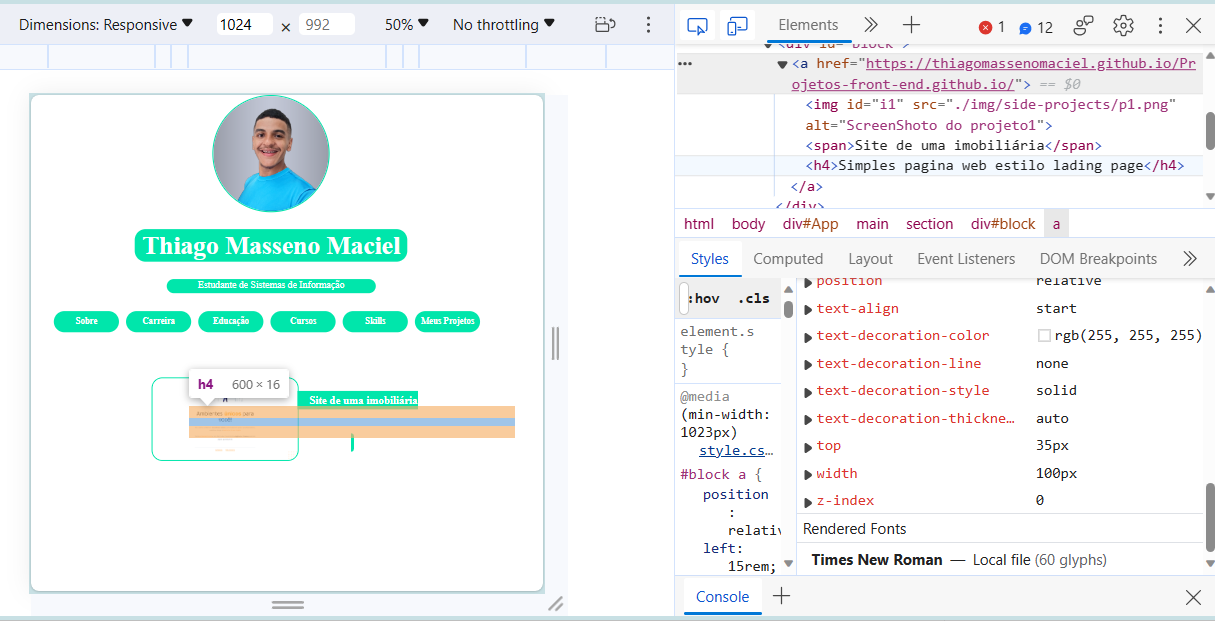 Dimensions: Responsive ▼ 1024 × 992 50% ▼ No throttling ▼
Elements 1 12
Thiago Masseno Maciel
Estudante de Sistemas de Informação
Sobre Carreira Educação Cursos Skills Meus Projetos
h4 600 × 16
Site de uma imobiliária
<div id="block">
<a href="https://thiagomassenomaciel.github.io/Pr
ojetos-front-end.github.io/"> == $0
<img id="i1" src="./img/side-projects/p1.png"
alt="ScreenShoto do projeto1">
<span>Site de uma imobiliária</span>
<h4>Simples pagina web estilo lading page</h4>
</a>
</div>
html body div#App main section div#block a
Styles Computed Layout Event Listeners DOM Breakpoints
:hov .cls
element.s
tyle {
}
@media
(min-width:
1023px)
style.cs…
#block a {
position
:
relativ
left:
15rem;
position relative
text-align start
text-decoration-color rgb(255, 255, 255)
text-decoration-line none
text-decoration-style solid
text-decoration-thickne… auto
top 35px
width 100px
z-index 0
Rendered Fonts
Times New Roman — Local file (60 glyphs)
Console